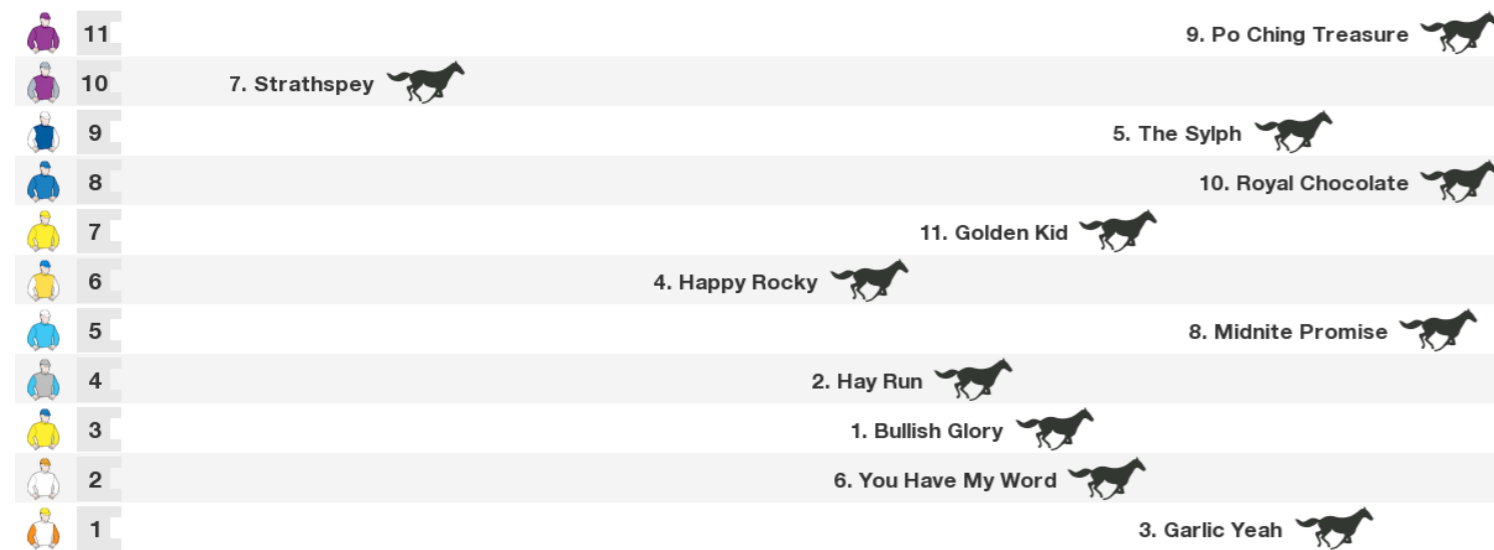 11 9. Po Ching Treasure
10 7. Strathspey
9 5. The Sylph
8 10. Royal Chocolate
7 11. Golden Kid
6 4. Happy Rocky
5 8. Midnite Promise
4 2. Hay Run
3 1. Bullish Glory
2 6. You Have My Word
1 3. Garlic Yeah